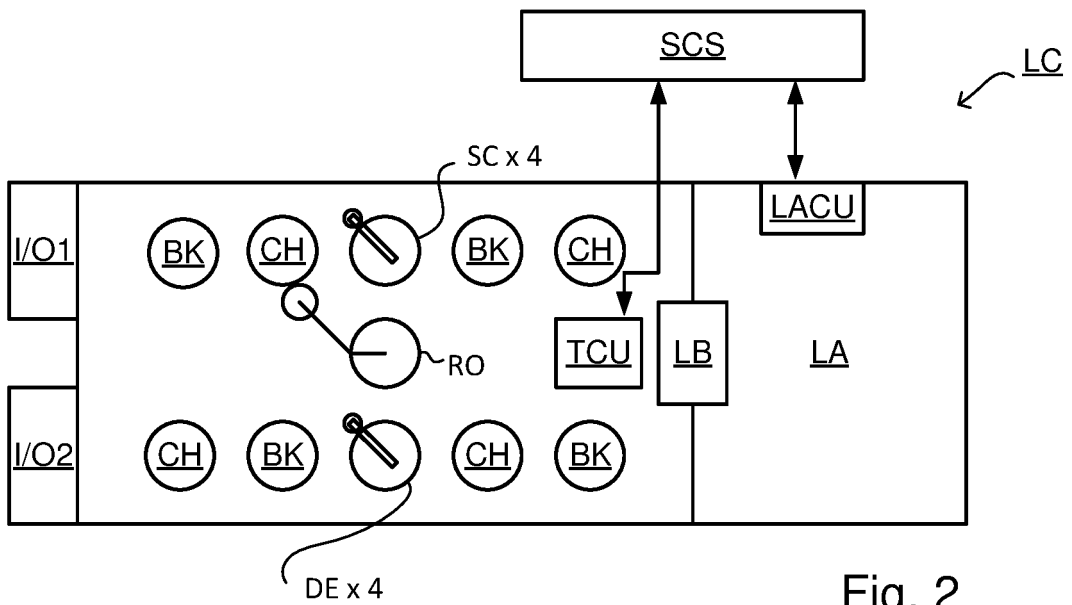 SCS
LC
SC x 4
LACU
I/O1
BK
CH
BK
CH
RO
TCU
LB
LA
I/O2
CH
BK
CH
BK
DE x 4
Fig. 2